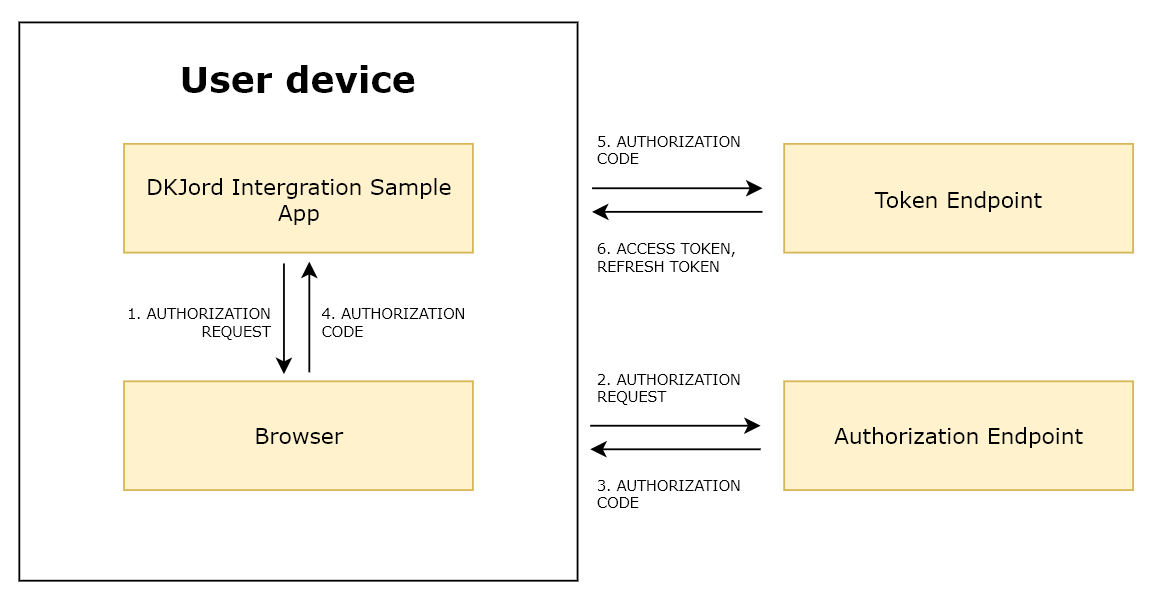 User device
DKJord Intergration Sample
App
1. AUTHORIZATION
REQUEST
4. AUTHORIZATION
CODE
Browser
5. AUTHORIZATION
CODE
6. ACCESS TOKEN,
REFRESH TOKEN
Token Endpoint
2. AUTHORIZATION
REQUEST
3. AUTHORIZATION
CODE
Authorization Endpoint